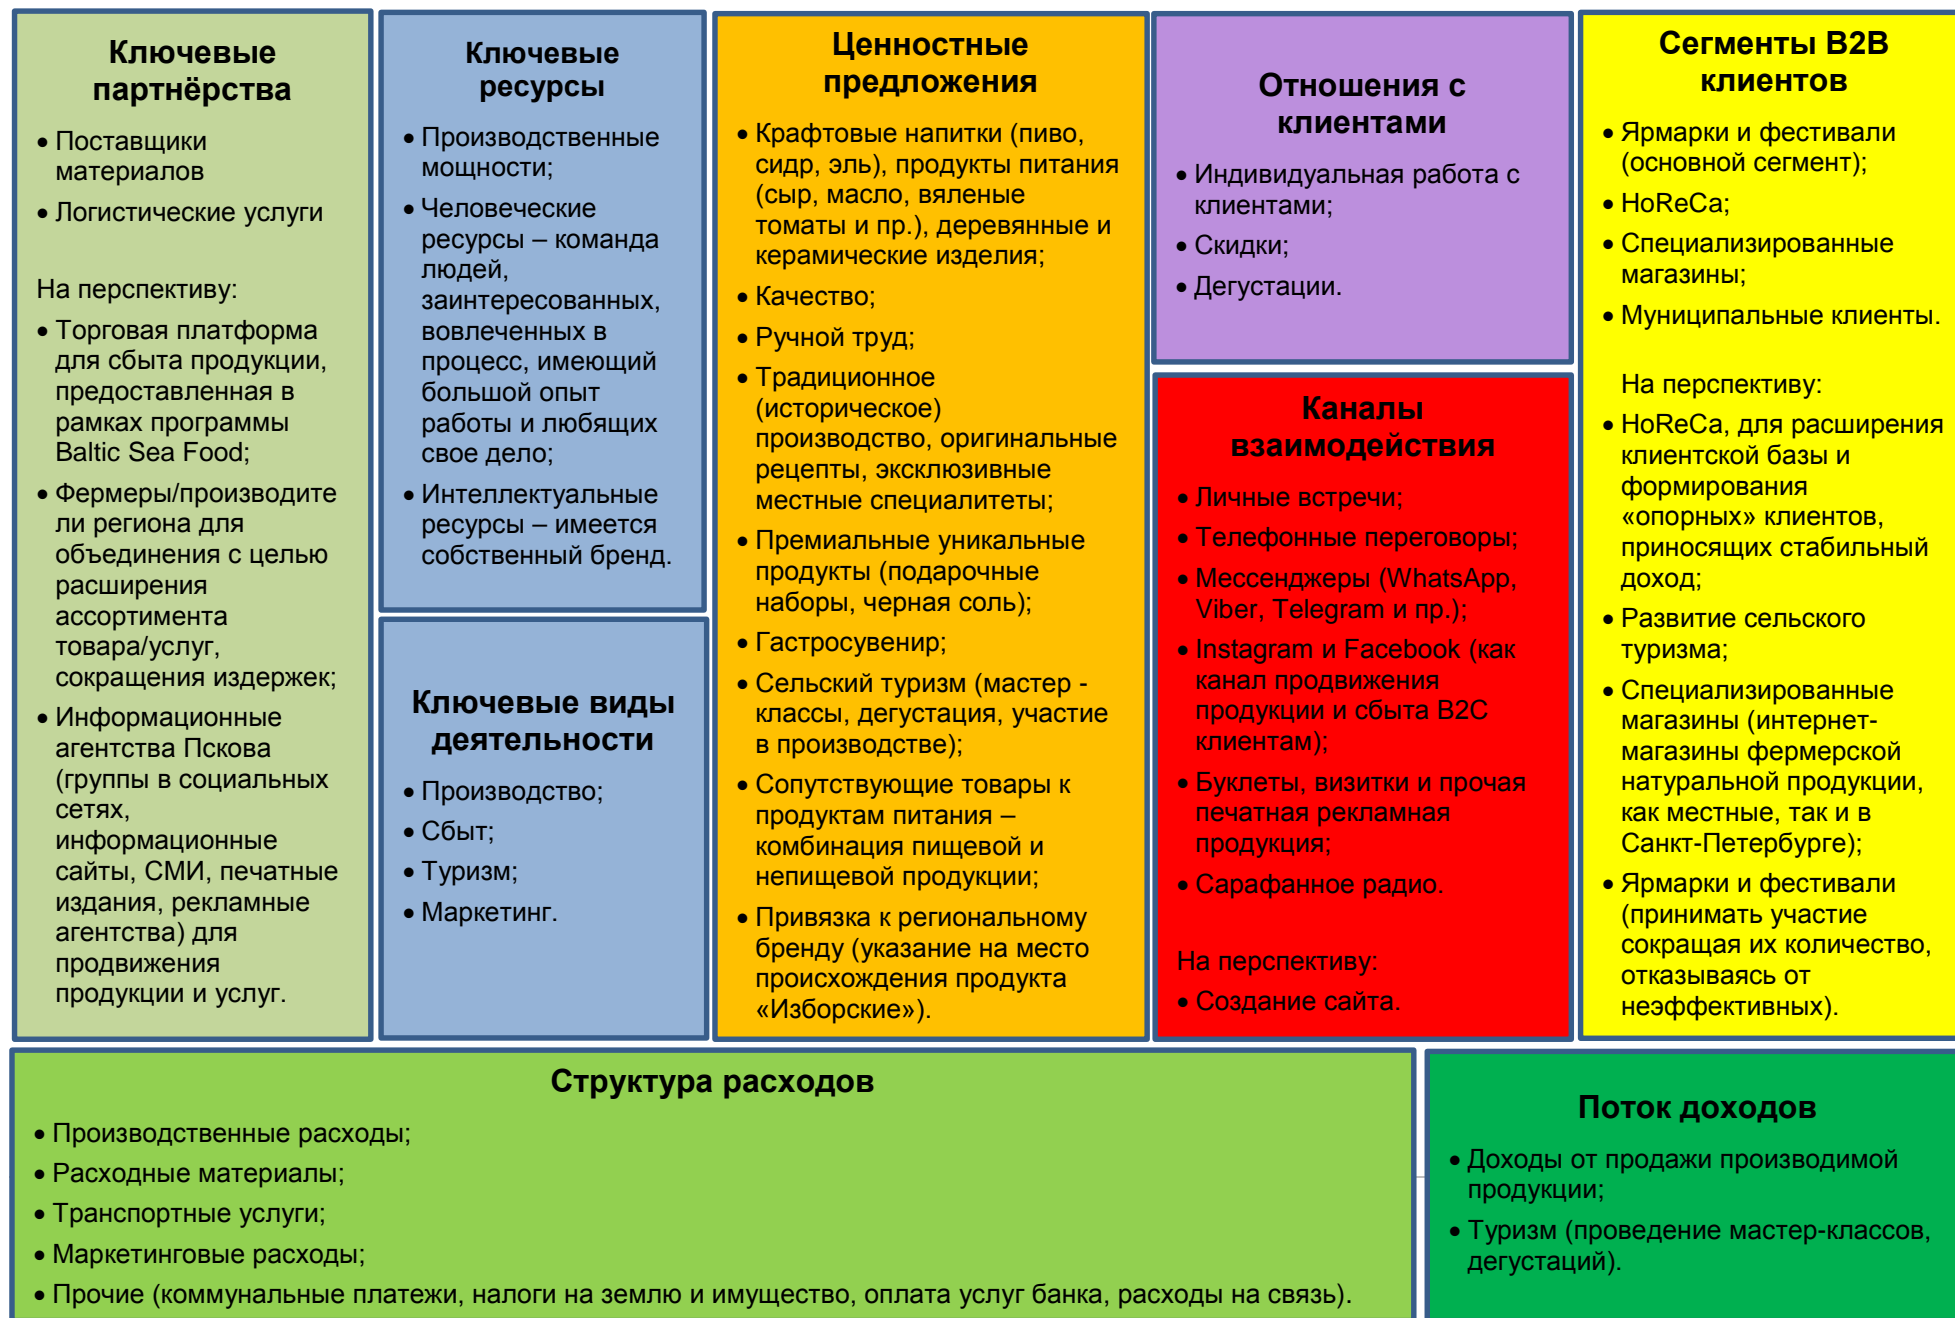 Ключевые
партнёрства
• Поставщики
материалов
• Логистические услуги
На перспективу:
• Торговая платформа
для сбыта продукции,
предоставленная в
рамках программы
Baltic Sea Food;
• Фермеры/производите
ли региона для
объединения с целью
расширения
ассортимента
товара/услуг,
сокращения издержек;
• Информационные
агентства Пскова
(группы в социальных
сетях,
информационные
сайты, СМИ, печатные
издания, рекламные
агентства) для
продвижения
продукции и услуг.
Ключевые
ресурсы
• Производственные
мощности;
• Человеческие
ресурсы – команда
людей,
заинтересованных,
вовлеченных в
процесс, имеющий
большой опыт
работы и любящих
свое дело;
• Интеллектуальные
ресурсы – имеется
собственный бренд.
Ключевые виды
деятельности
• Производство;
• Сбыт;
• Туризм;
• Маркетинг.
Ценностные
предложения
• Крафтовые напитки (пиво,
сидр, эль), продукты питания
(сыр, масло, вяленые
томаты и пр.), деревянные и
керамические изделия;
• Качество;
• Ручной труд;
• Традиционное
(историческое)
производство, оригинальные
рецепты, эксклюзивные
местные специалитеты;
• Премиальные уникальные
продукты (подарочные
наборы, черная соль);
• Гастросувенир;
• Сельский туризм (мастер -
классы, дегустация, участие
в производстве);
• Сопутствующие товары к
продуктам питания –
комбинация пищевой и
непищевой продукции;
• Привязка к региональному
бренду (указание на место
происхождения продукта
«Изборские»).
Отношения с
клиентами
• Индивидуальная работа с
клиентами;
• Скидки;
• Дегустации.
Каналы
взаимодействия
• Личные встречи;
• Телефонные переговоры;
• Мессенджеры (WhatsApp,
Viber, Telegram и пр.);
• Instagram и Facebook (как
канал продвижения
продукции и сбыта B2C
клиентам);
• Буклеты, визитки и прочая
печатная рекламная
продукция;
• Сарафанное радио.
На перспективу:
• Создание сайта.
Сегменты B2B
клиентов
• Ярмарки и фестивали
(основной сегмент);
• HoReCa;
• Специализированные
магазины;
• Муниципальные клиенты.
На перспективу:
• HoReCa, для расширения
клиентской базы и
формирования
«опорных» клиентов,
приносящих стабильный
доход;
• Развитие сельского
туризма;
• Специализированные
магазины (интернет-
магазины фермерской
натуральной продукции,
как местные, так и в
Санкт-Петербурге);
• Ярмарки и фестивали
(принимать участие
сокращая их количество,
отказываясь от
неэффективных).
Структура расходов
• Производственные расходы;
• Расходные материалы;
• Транспортные услуги;
• Маркетинговые расходы;
• Прочие (коммунальные платежи, налоги на землю и имущество, оплата услуг банка, расходы на связь).
Поток доходов
• Доходы от продажи производимой
продукции;
• Туризм (проведение мастер-классов,
дегустаций).